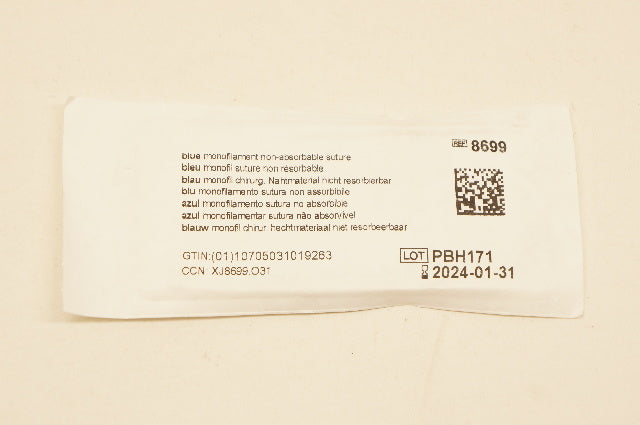 blue monofilament non-absorbable suture
bleu monofil suture non résorbable
blau monofil chirurg. Nahtmaterial nicht resorbierbar
blu monofilamento sutura non assorbibile
azul monofilamento sutura no absorbible
azul monofilamentar sutura não absorvível
blauw monofil chirur. hechtmateriaal niet resorbeerbaar
GTIN:(01)10705031019263
CCN: XJ8699.O31
REF 8699
LOT PBH171
2024-01-31